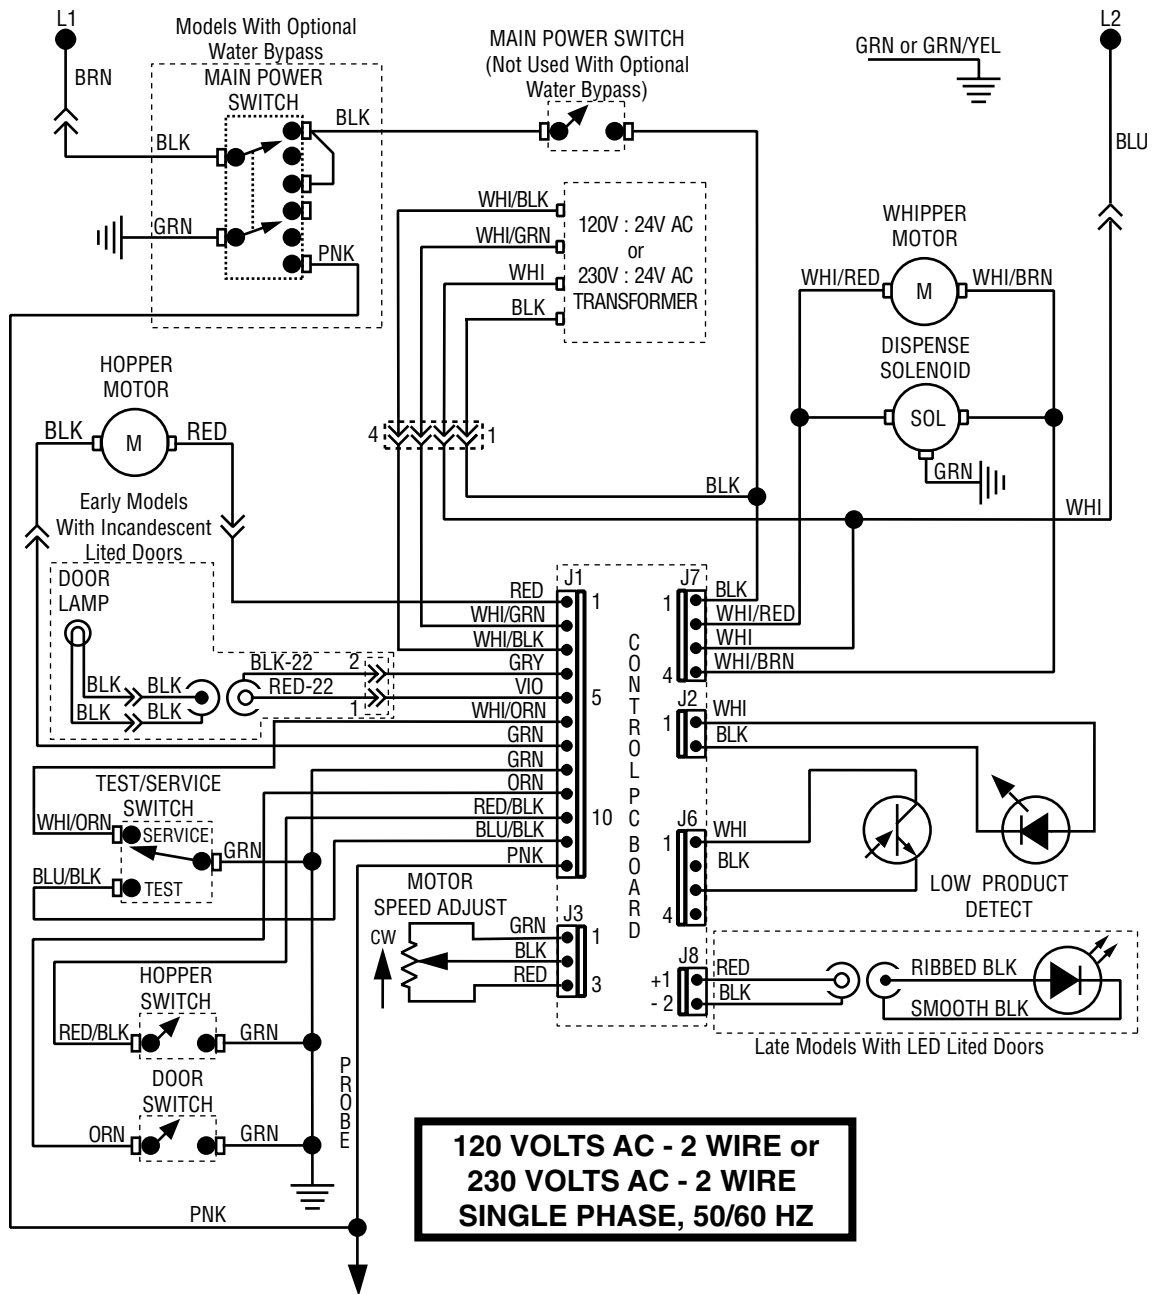 L1
Models With Optional
Water Bypass
MAIN POWER SWITCH
(Not Used With Optional
Water Bypass)
GRN or GRN/YEL
L2
BRN
MAIN POWER
SWITCH
BLK
BLK
BLU
GRN
PNK
WHI/BLK
WHI/GRN
WHI
BLK
120V : 24V AC
or
230V : 24V AC
TRANSFORMER
WHIPPER
MOTOR
WHI/RED
M
WHI/BRN
DISPENSE
SOLENOID
SOL
GRN
HOPPER
MOTOR
BLK
M
RED
4
1
BLK
WHI
Early Models
With Incandescent
Lited Doors
DOOR
LAMP
BLK
BLK
BLK
BLK
BLK-22
2
RED-22
1
J1
RED
1
WHI/GRN
WHI/BLK
GRY
VIO
5
WHI/ORN
GRN
GRN
ORN
RED/BLK
10
BLU/BLK
PNK
CONTROL PC BOARD
J7
1
BLK
WHI/RED
WHI
4
WHI/BRN
J2
1
WHI
BLK
J6
1
WHI
BLK
4
LOW PRODUCT
DETECT
TEST/SERVICE
SWITCH
WHI/ORN
SERVICE
GRN
BLU/BLK
TEST
MOTOR
SPEED ADJUST
CW
J3
GRN
1
BLK
RED
3
J8
+1
RED
- 2
BLK
RIBBED BLK
SMOOTH BLK
Late Models With LED Lited Doors
HOPPER
SWITCH
RED/BLK
GRN
DOOR
SWITCH
ORN
GRN
PROBE
PNK
120 VOLTS AC - 2 WIRE or
230 VOLTS AC - 2 WIRE
SINGLE PHASE, 50/60 HZ